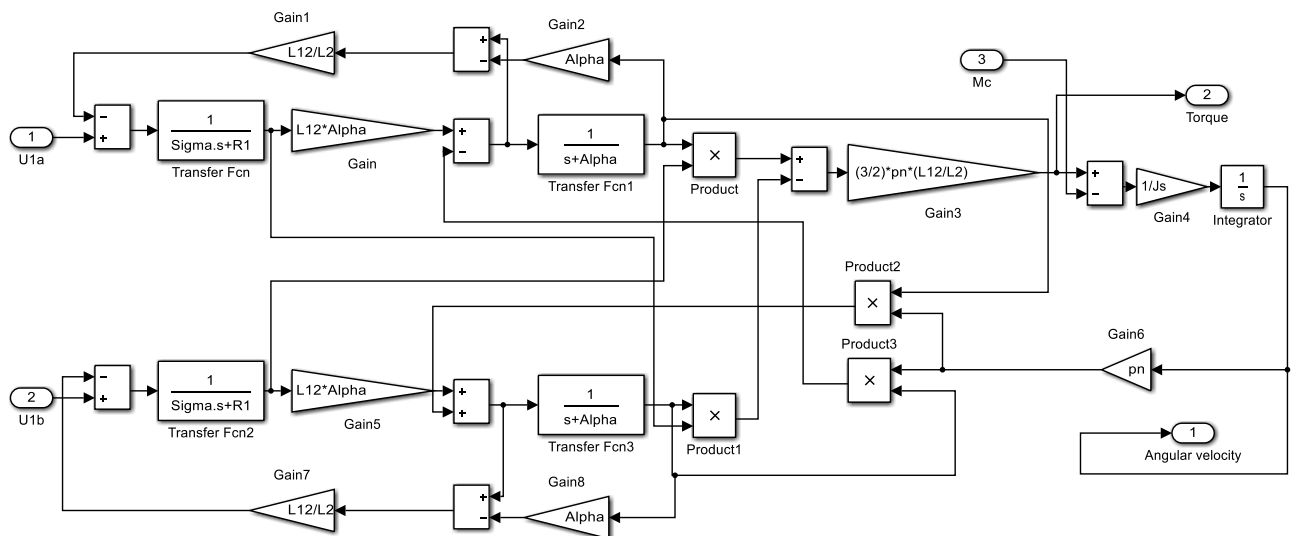 Gain1
L12/L2
+
−
Gain2
Alpha
3
Mc
2
Torque
1
U1a
−
+
1
Sigma.s+R1
Transfer Fcn
L12*Alpha
Gain
+
−
1
s+Alpha
Transfer Fcn1
×
Product
+
−
(3/2)*pn*(L12/L2)
Gain3
+
−
1/Js
Gain4
1
s
Integrator
Product2
×
Product3
×
Gain6
pn
2
U1b
−
+
1
Sigma.s+R1
Transfer Fcn2
L12*Alpha
Gain5
+
+
1
s+Alpha
Transfer Fcn3
×
Product1
1
Angular velocity
Gain7
L12/L2
+
−
Gain8
Alpha